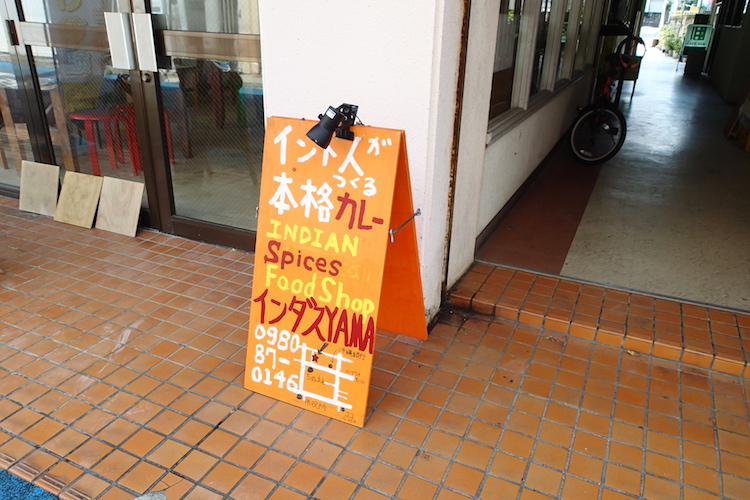 インド人が
つくる
本格カレー
INDIAN
Spices
Food Shop
インダスYAMA
0980
87-
0146